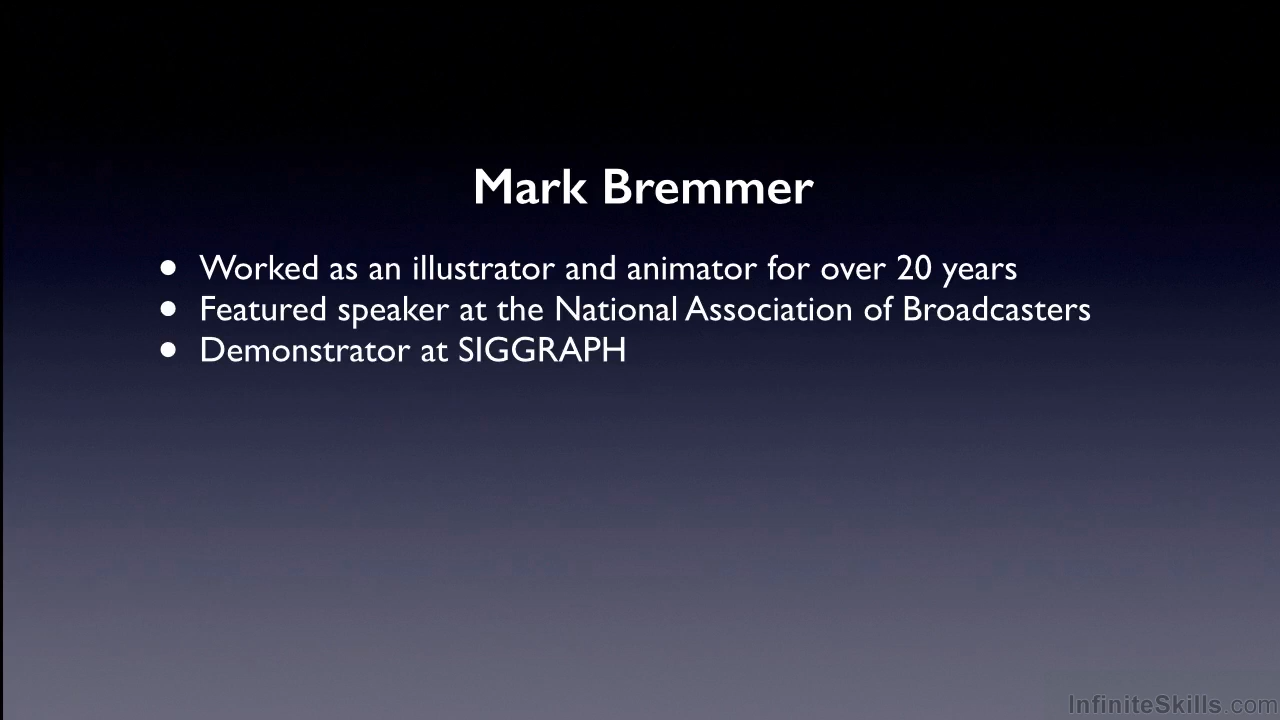 Mark Bremmer
• Worked as an illustrator and animator for over 20 years
• Featured speaker at the National Association of Broadcasters
• Demonstrator at SIGGRAPH
InfiniteSkills.com